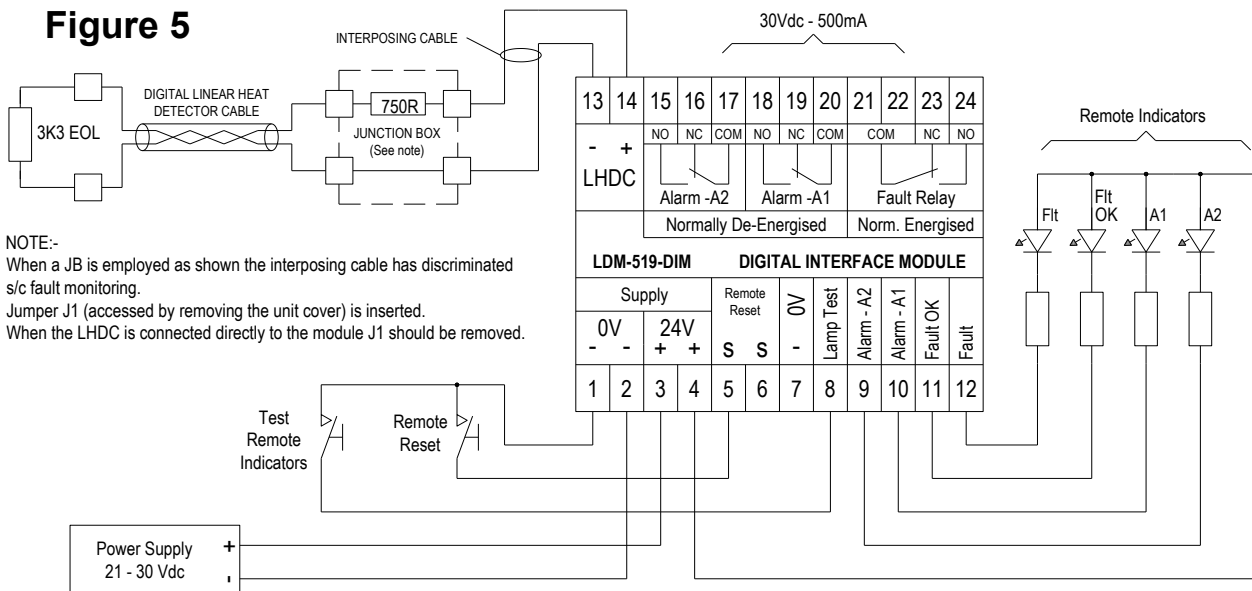 Figure 5
30Vdc - 500mA
INTERPOSING CABLE
DIGITAL LINEAR HEAT
DETECTOR CABLE
3K3 EOL
750R
JUNCTION BOX
(See note)
13 14 15 16 17 18 19 20 21 22 23 24
NO NC COM NO NC COM COM NC NO
- +
LHDC
Alarm -A2 Alarm -A1 Fault Relay
Normally De-Energised Norm. Energised
LDM-519-DIM DIGITAL INTERFACE MODULE
Supply
0V 24V
- - + +
Remote
Reset
S S
0V
-
Lamp Test
Alarm - A2
Alarm - A1
Fault OK
Fault
1 2 3 4 5 6 7 8 9 10 11 12
Remote Indicators
Flt
Flt
OK
A1
A2
NOTE:-
When a JB is employed as shown the interposing cable has discriminated
s/c fault monitoring.
Jumper J1 (accessed by removing the unit cover) is inserted.
When the LHDC is connected directly to the module J1 should be removed.
Test
Remote
Indicators
Remote
Reset
Power Supply
21 - 30 Vdc
+
-